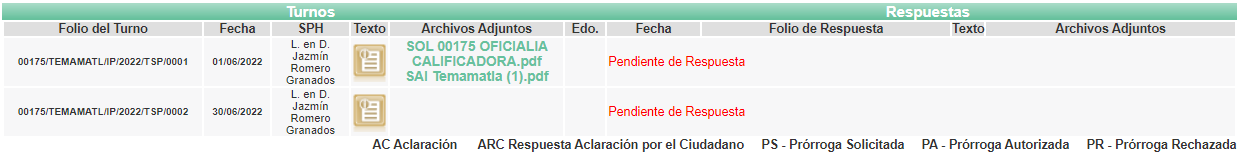 Turnos Respuestas
Folio del Turno Fecha SPH Texto Archivos Adjuntos Edo. Fecha Folio de Respuesta Texto Archivos Adjuntos
00175/TEMAMATL/IP/2022/TSP/0001 01/06/2022
L. en D.
Jazmín
Romero
Granados
SOL 00175 OFICIALIA
CALIFICADORA.pdf
SAI Temamatla (1).pdf
Pendiente de Respuesta
00175/TEMAMATL/IP/2022/TSP/0002 30/06/2022
L. en D.
Jazmín
Romero
Granados
Pendiente de Respuesta
AC Aclaración ARC Respuesta Aclaración por el Ciudadano PS - Prórroga Solicitada PA - Prórroga Autorizada PR - Prórroga Rechazada